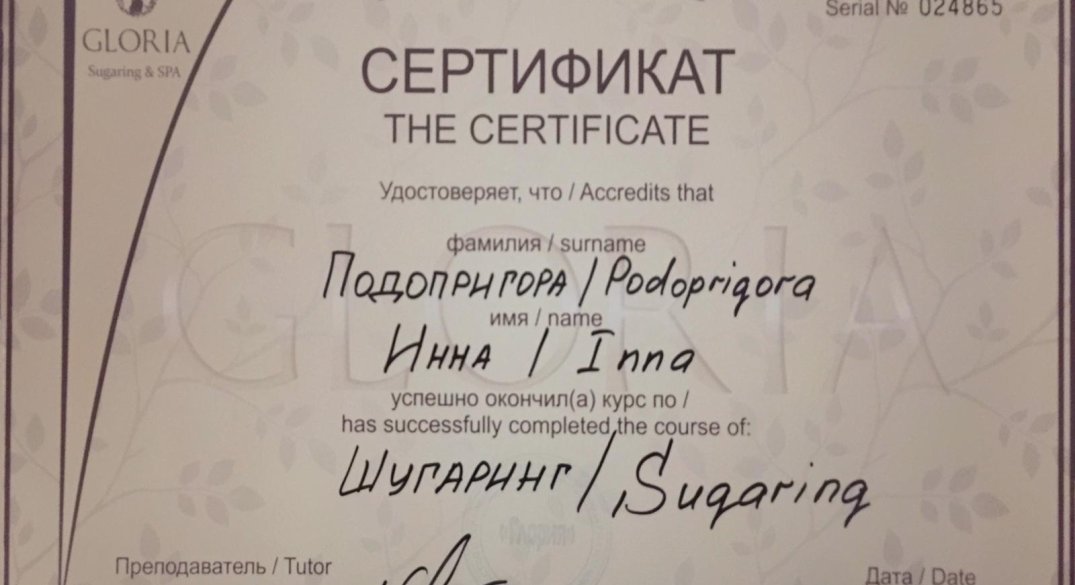 Serial № 024865
GLORIA
Sugaring & SPA
СЕРТИФИКАТ
THE CERTIFICATE
Удостоверяет, что / Accredits that
фамилия / surname
Подопригора / Podoprigora
имя / name
Инна / Inna
успешно окончил(а) курс по /
has successfully completed the course of:
Шугаринг / Sugaring
Преподаватель / Tutor
Дата / Date
GLORIA